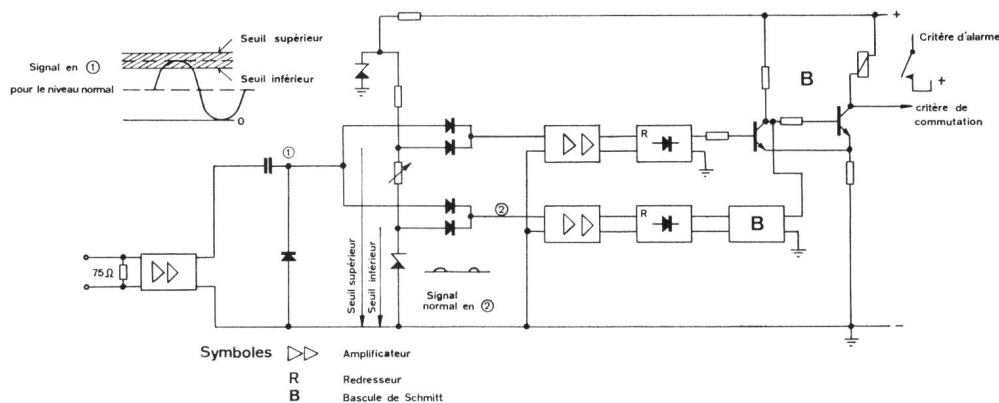 Seuil supérieur
Signal en ①
Seuil inférieur
pour le niveau normal
0
+
Critère d'alarme
+
B
critère de
commutation
R
①
②
R
B
75Ω
Seuil supérieur
Seuil inférieur
Signal
normal en ②
-
Symboles
Amplificateur
R Redresseur
B Bascule de Schmitt